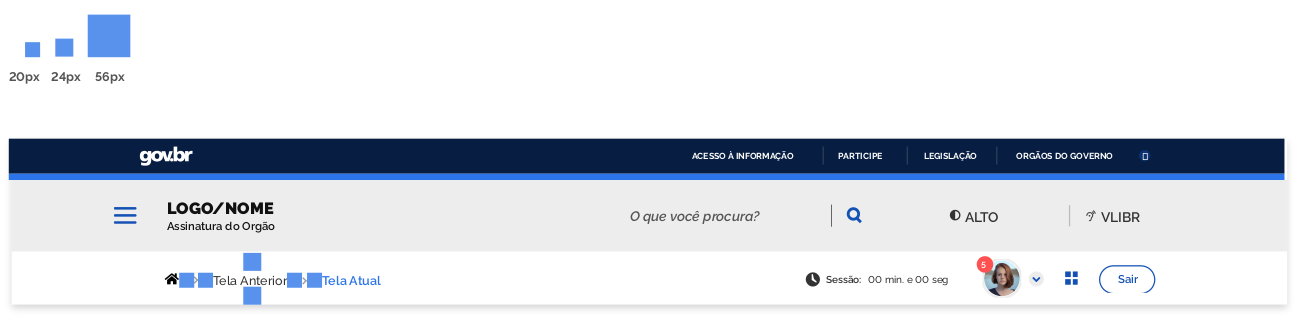 20px 24px 56px
gov.br ACESSO À INFORMAÇÃO PARTICIPE LEGISLAÇÃO ORGÃOS DO GOVERNO
LOGO/NOME O que você procura? ALTO VLIBR
Assinatura do Orgão
Tela Anterior Tela Atual Sessão: 00 min. e 00 seg 5 Sair